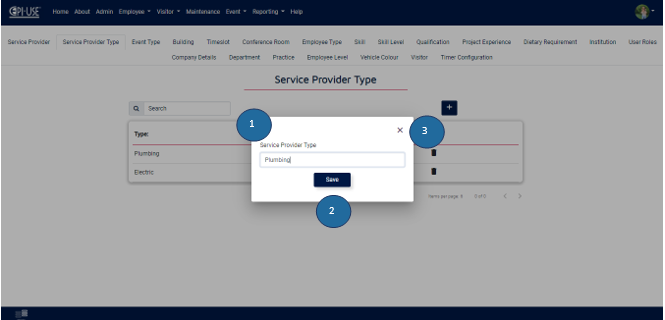 EPI-USE Home About Admin Employee Visitor Maintenance Event Reporting Help
Service Provider Service Provider Type Event Type Building Timeslot Conference Room Employee Type Skill Skill Level Qualification Project Experience Dietary Requirement Institution User Roles
Company Details Department Practice Employee Level Vehicle Colour Visitor Timer Configuration
Service Provider Type
Search +
1
3
×
Type:
Service Provider Type
Plumbing Plumbing
Electric Save
Items per page: 5
2